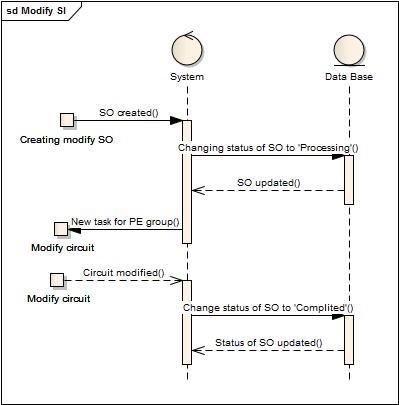 sd Modify SI
System
Data Base
SO created()
Creating modify SO
Changing status of SO to 'Processing'()
SO updated()
New task for PE group()
Modify circuit
Circuit modified()
Modify circuit
Change status of SO to 'Complited'()
Status of SO updated()